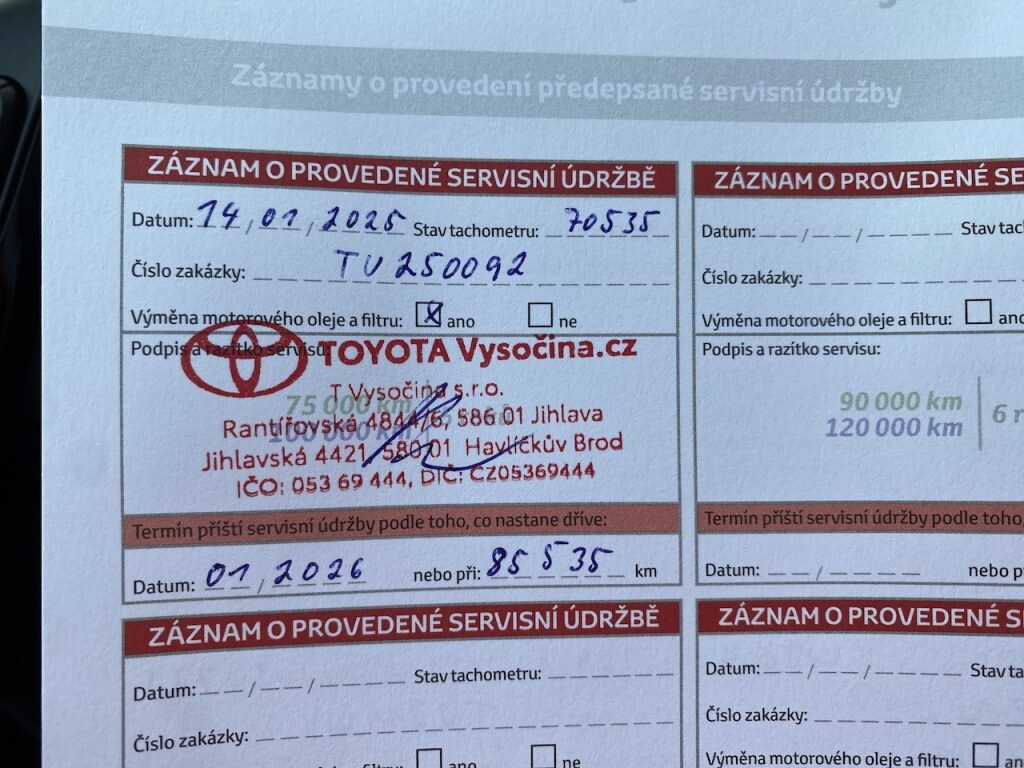 Záznamy o provedení předepsané servisní údržby
ZÁZNAM O PROVEDENÉ SERVISNÍ ÚDRŽBĚ
Datum: 14/01/2025 Stav tachometru: 70535
Číslo zakázky: TU250092
Výměna motorového oleje a filtru: X ano ne
Podpis a razítko servisu:
TOYOTA Vysočina.cz
T Vysočina s.r.o.
75 000 km
Rantířovská 4844/6, 586 01 Jihlava
100 000 km
Jihlavská 4421, 580 01 Havlíčkův Brod
IČO: 053 69 444, DIČ: CZ05369444
Termín příští servisní údržby podle toho, co nastane dříve:
Datum: 01/2026 nebo při: 85535 km
ZÁZNAM O PROVEDENÉ SE
Datum: / / Stav tac
Číslo zakázky:
Výměna motorového oleje a filtru: ano
Podpis a razítko servisu:
90 000 km
120 000 km
6 r
Termín příští servisní údržby podle toho,
Datum: / nebo př
ZÁZNAM O PROVEDENÉ SERVISNÍ ÚDRŽBĚ
Datum: / / Stav tachometru:
Číslo zakázky:
ano ne
ZÁZNAM O PROVEDENÉ S
Datum: / / Stav ta
Číslo zakázky:
Výměna motorového oleje a filtru: an